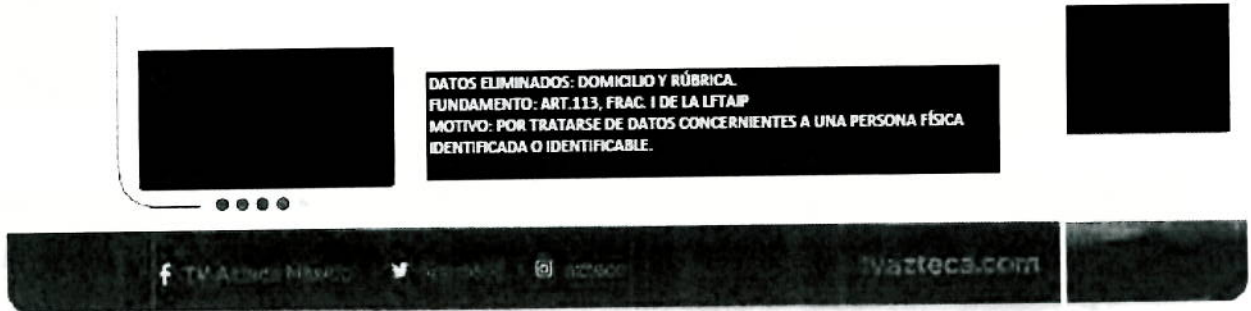 DATOS ELIMINADOS: DOMICILIO Y RÚBRICA.
FUNDAMENTO: ART.113, FRAC. I DE LA LFTAIP
MOTIVO: POR TRATARSE DE DATOS CONCERNIENTES A UNA PERSONA FÍSICA
IDENTIFICADA O IDENTIFICABLE.
TV Azteca azteca tvazteca.com